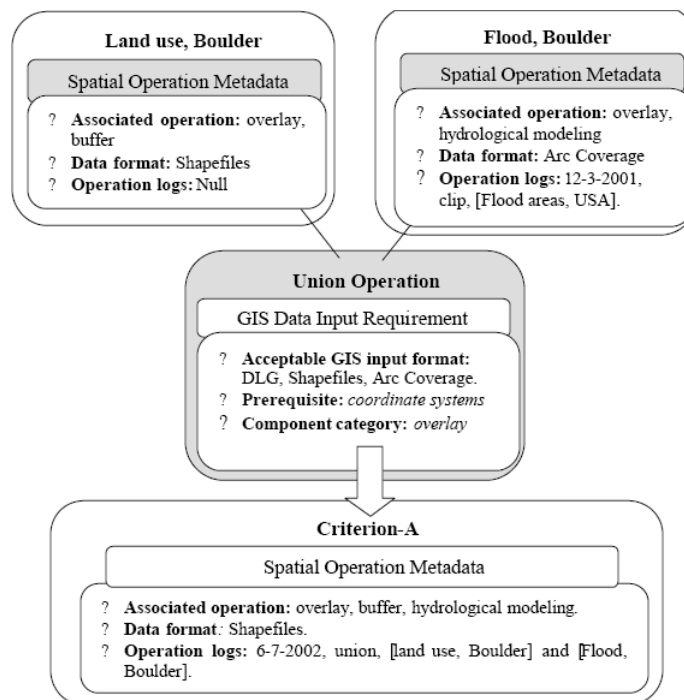 Land use, Boulder
Spatial Operation Metadata
? Associated operation: overlay,
buffer
? Data format: Shapefiles
? Operation logs: Null
Flood, Boulder
Spatial Operation Metadata
? Associated operation: overlay,
hydrological modeling
? Data format: Arc Coverage
? Operation logs: 12-3-2001,
clip, [Flood areas, USA].
Union Operation
GIS Data Input Requirement
? Acceptable GIS input format:
DLG, Shapefiles, Arc Coverage.
? Prerequisite: coordinate systems
? Component category: overlay
Criterion-A
Spatial Operation Metadata
? Associated operation: overlay, buffer, hydrological modeling.
? Data format: Shapefiles.
? Operation logs: 6-7-2002, union, [land use, Boulder] and [Flood,
Boulder].